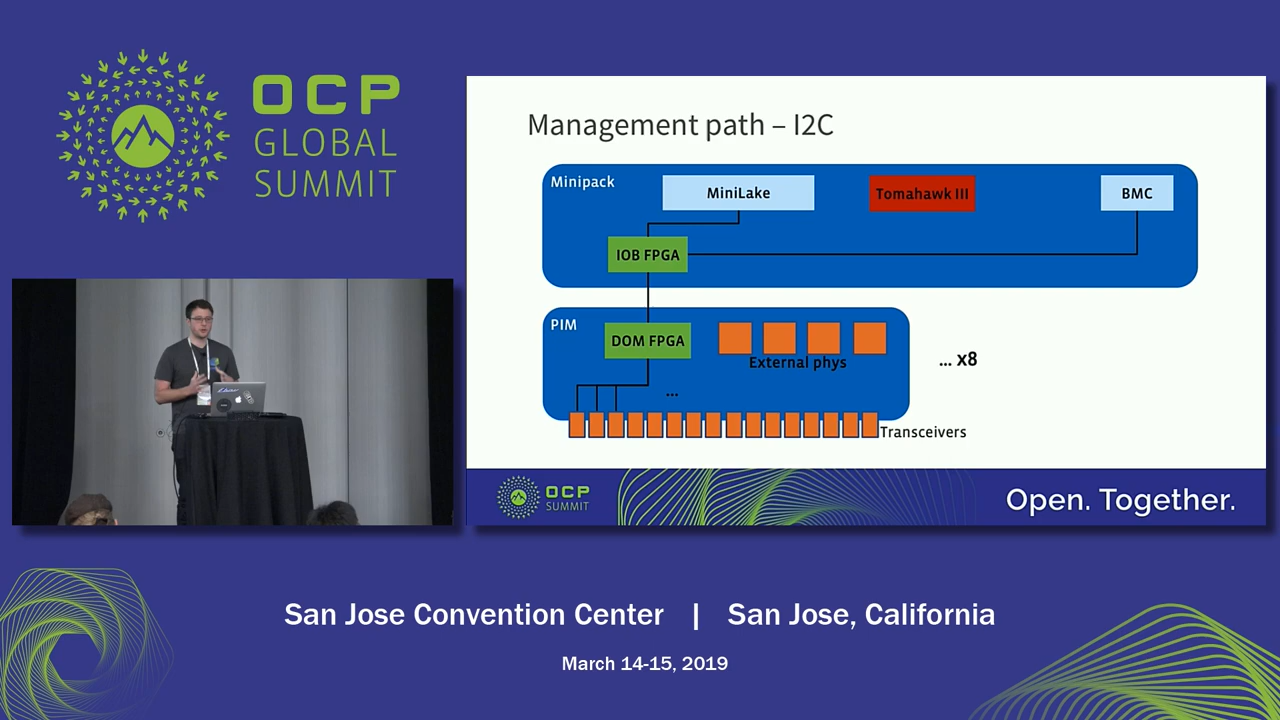 OCP
GLOBAL
SUMMIT
Management path – I2C
Minipack
MiniLake
Tomahawk III
BMC
IOB FPGA
PIM
DOM FPGA
External phys
... x8
...
Transceivers
OCP
SUMMIT
Open. Together.
San Jose Convention Center | San Jose, California
March 14-15, 2019